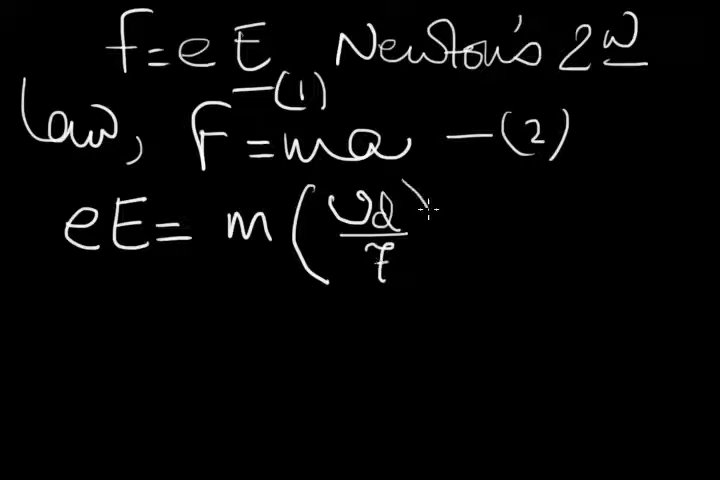 F = eE Newton's 2nd
—(1)
law, F = ma —(2)
eE = m (vd/τ)